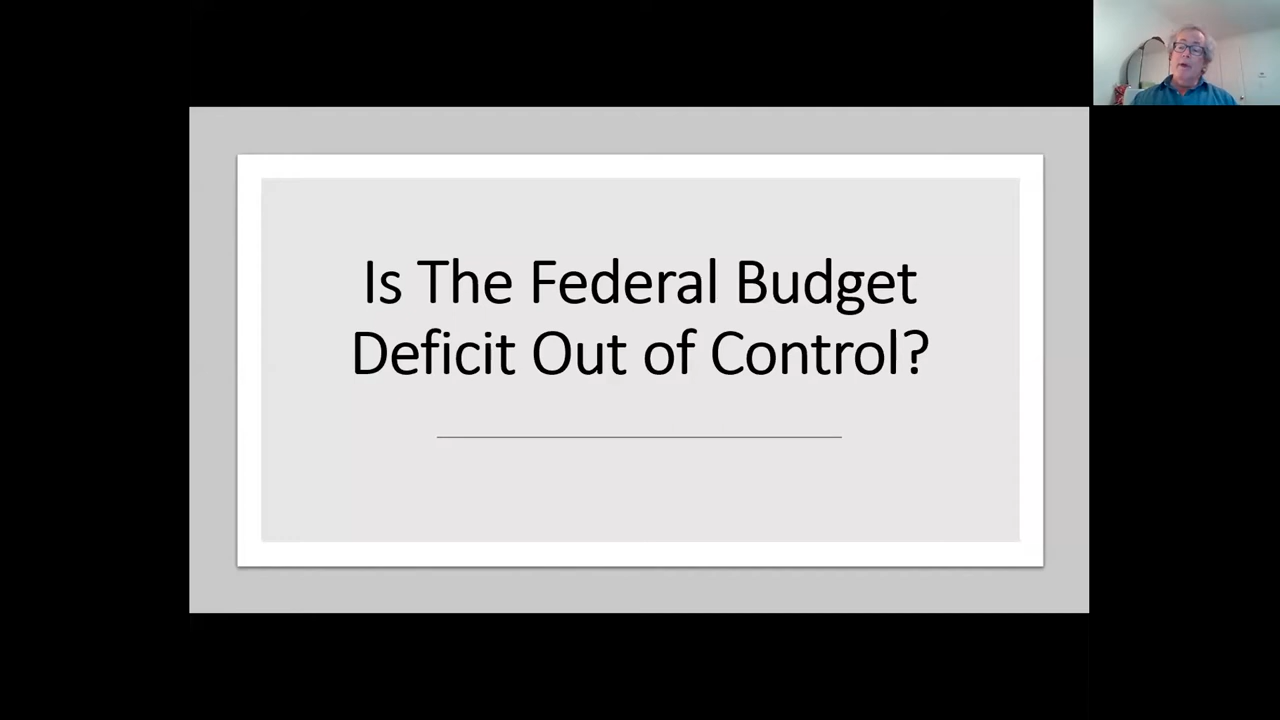 Is The Federal Budget
Deficit Out of Control?